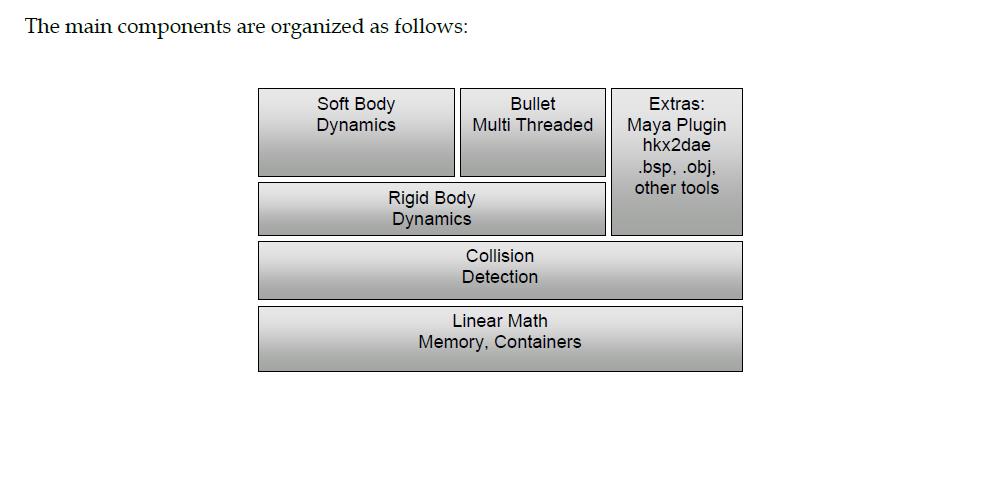 The main components are organized as follows:
Soft Body
Dynamics
Bullet
Multi Threaded
Extras:
Maya Plugin
hkx2dae
.bsp, .obj,
other tools
Rigid Body
Dynamics
Collision
Detection
Linear Math
Memory, Containers